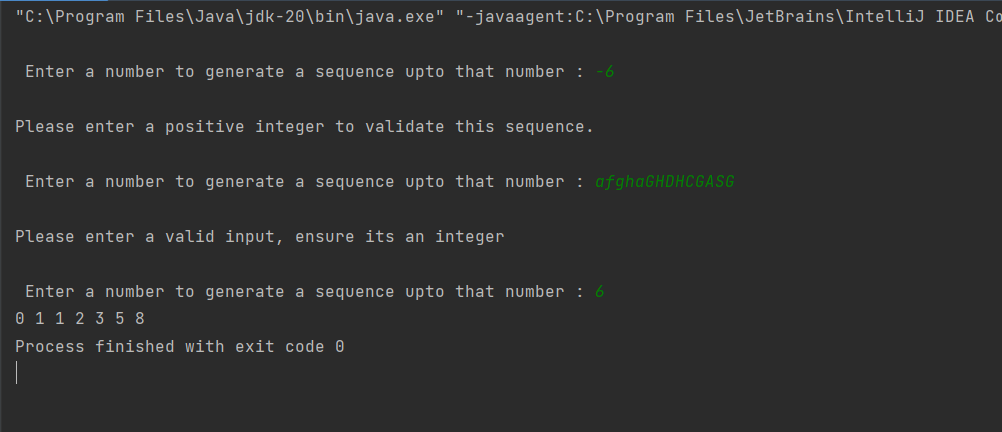 "C:\Program Files\Java\jdk-20\bin\java.exe" "-javaagent:C:\Program Files\JetBrains\IntelliJ IDEA Co
Enter a number to generate a sequence upto that number : -6
Please enter a positive integer to validate this sequence.
Enter a number to generate a sequence upto that number : afghaGHDHCGASG
Please enter a valid input, ensure its an integer
Enter a number to generate a sequence upto that number : 6
0 1 1 2 3 5 8
Process finished with exit code 0